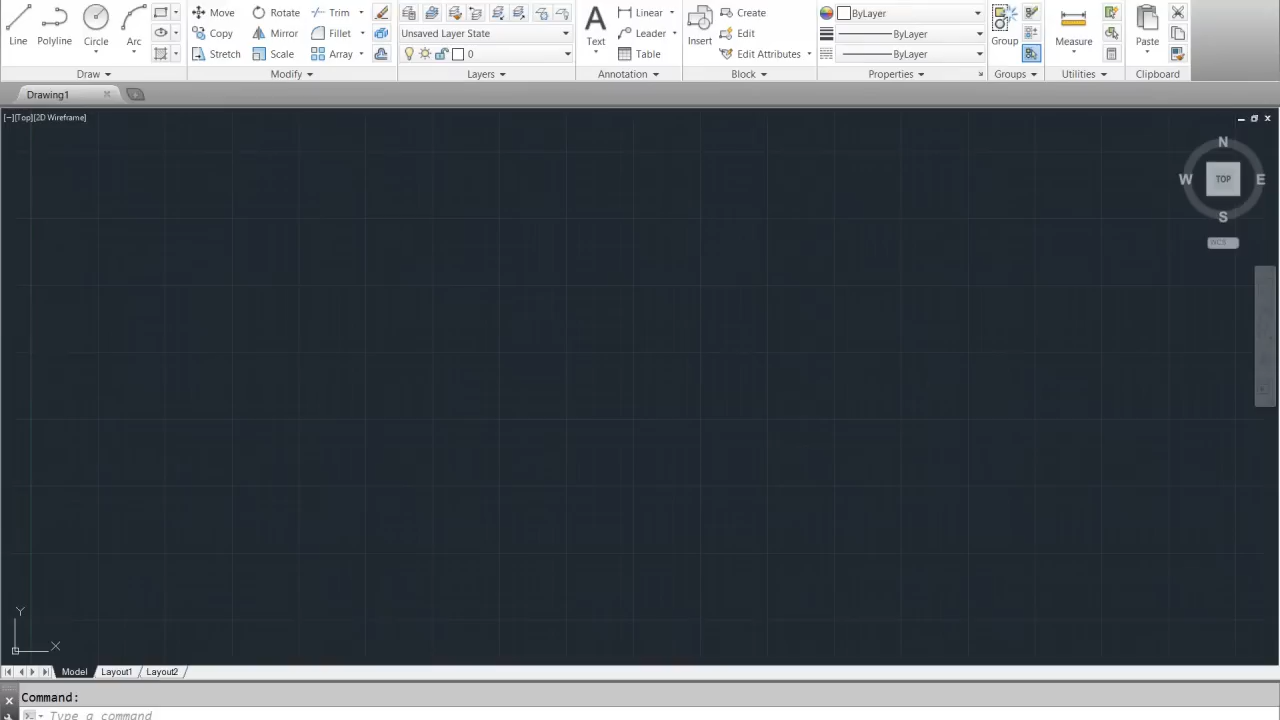 Move Rotate Trim Linear Create ByLayer
Line Polyline Circle Arc Copy Mirror Fillet Unsaved Layer State Text Leader Insert Edit ByLayer Group Measure Paste
Stretch Scale Array 0 Table Edit Attributes ByLayer
Draw Modify Layers Annotation Block Properties Groups Utilities Clipboard
Drawing1
[−][Top][2D Wireframe]
N
W TOP E
S
WCS
Y
X
Model Layout1 Layout2
Command:
Type a command